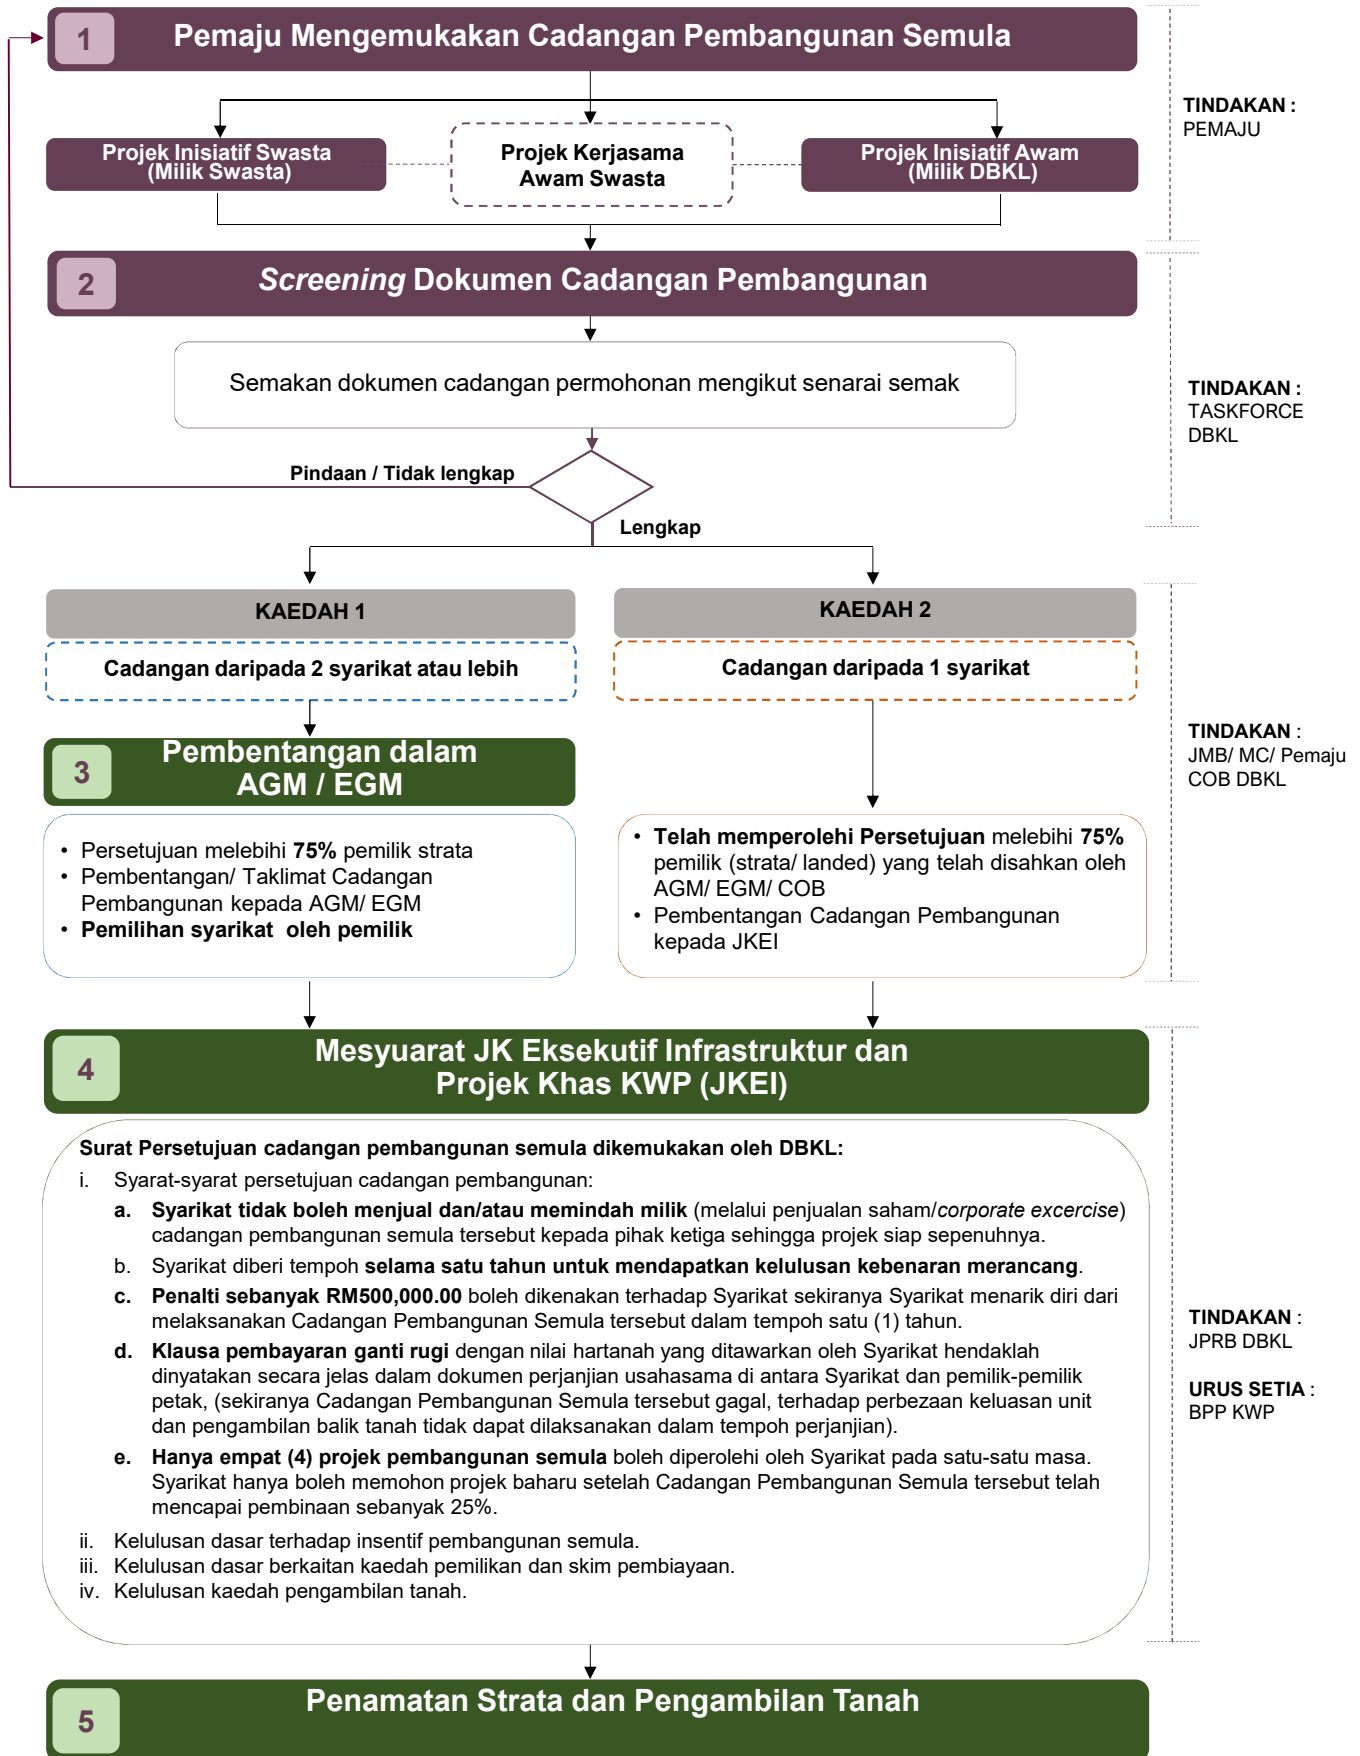 1
Pemaju Mengemukakan Cadangan Pembangunan Semula
TINDAKAN :
PEMAJU
Projek Inisiatif Swasta
(Milik Swasta)
Projek Kerjasama
Awam Swasta
Projek Inisiatif Awam
(Milik DBKL)
2
Screening Dokumen Cadangan Pembangunan
Semakan dokumen cadangan permohonan mengikut senarai semak
TINDAKAN :
TASKFORCE
DBKL
Pindaan / Tidak lengkap
Lengkap
KAEDAH 1
Cadangan daripada 2 syarikat atau lebih
KAEDAH 2
Cadangan daripada 1 syarikat
TINDAKAN :
JMB/ MC/ Pemaju
COB DBKL
3
Pembentangan dalam
AGM / EGM
• Persetujuan melebihi 75% pemilik strata
• Pembentangan/ Taklimat Cadangan
Pembangunan kepada AGM/ EGM
• Pemilihan syarikat oleh pemilik
• Telah memperolehi Persetujuan melebihi 75%
pemilik (strata/ landed) yang telah disahkan oleh
AGM/ EGM/ COB
• Pembentangan Cadangan Pembangunan
kepada JKEI
4
Mesyuarat JK Eksekutif Infrastruktur dan
Projek Khas KWP (JKEI)
Surat Persetujuan cadangan pembangunan semula dikemukakan oleh DBKL:
i. Syarat-syarat persetujuan cadangan pembangunan:
a. Syarikat tidak boleh menjual dan/atau memindah milik (melalui penjualan saham/corporate excercise)
cadangan pembangunan semula tersebut kepada pihak ketiga sehingga projek siap sepenuhnya.
b. Syarikat diberi tempoh selama satu tahun untuk mendapatkan kelulusan kebenaran merancang.
c. Penalti sebanyak RM500,000.00 boleh dikenakan terhadap Syarikat sekiranya Syarikat menarik diri dari
melaksanakan Cadangan Pembangunan Semula tersebut dalam tempoh satu (1) tahun.
d. Klausa pembayaran ganti rugi dengan nilai hartanah yang ditawarkan oleh Syarikat hendaklah
dinyatakan secara jelas dalam dokumen perjanjian usahasama di antara Syarikat dan pemilik-pemilik
petak, (sekiranya Cadangan Pembangunan Semula tersebut gagal, terhadap perbezaan keluasan unit
dan pengambilan balik tanah tidak dapat dilaksanakan dalam tempoh perjanjian).
e. Hanya empat (4) projek pembangunan semula boleh diperolehi oleh Syarikat pada satu-satu masa.
Syarikat hanya boleh memohon projek baharu setelah Cadangan Pembangunan Semula tersebut telah
mencapai pembinaan sebanyak 25%.
ii. Kelulusan dasar terhadap insentif pembangunan semula.
iii. Kelulusan dasar berkaitan kaedah pemilikan dan skim pembiayaan.
iv. Kelulusan kaedah pengambilan tanah.
TINDAKAN :
JPRB DBKL
URUS SETIA :
BPP KWP
5
Penamatan Strata dan Pengambilan Tanah